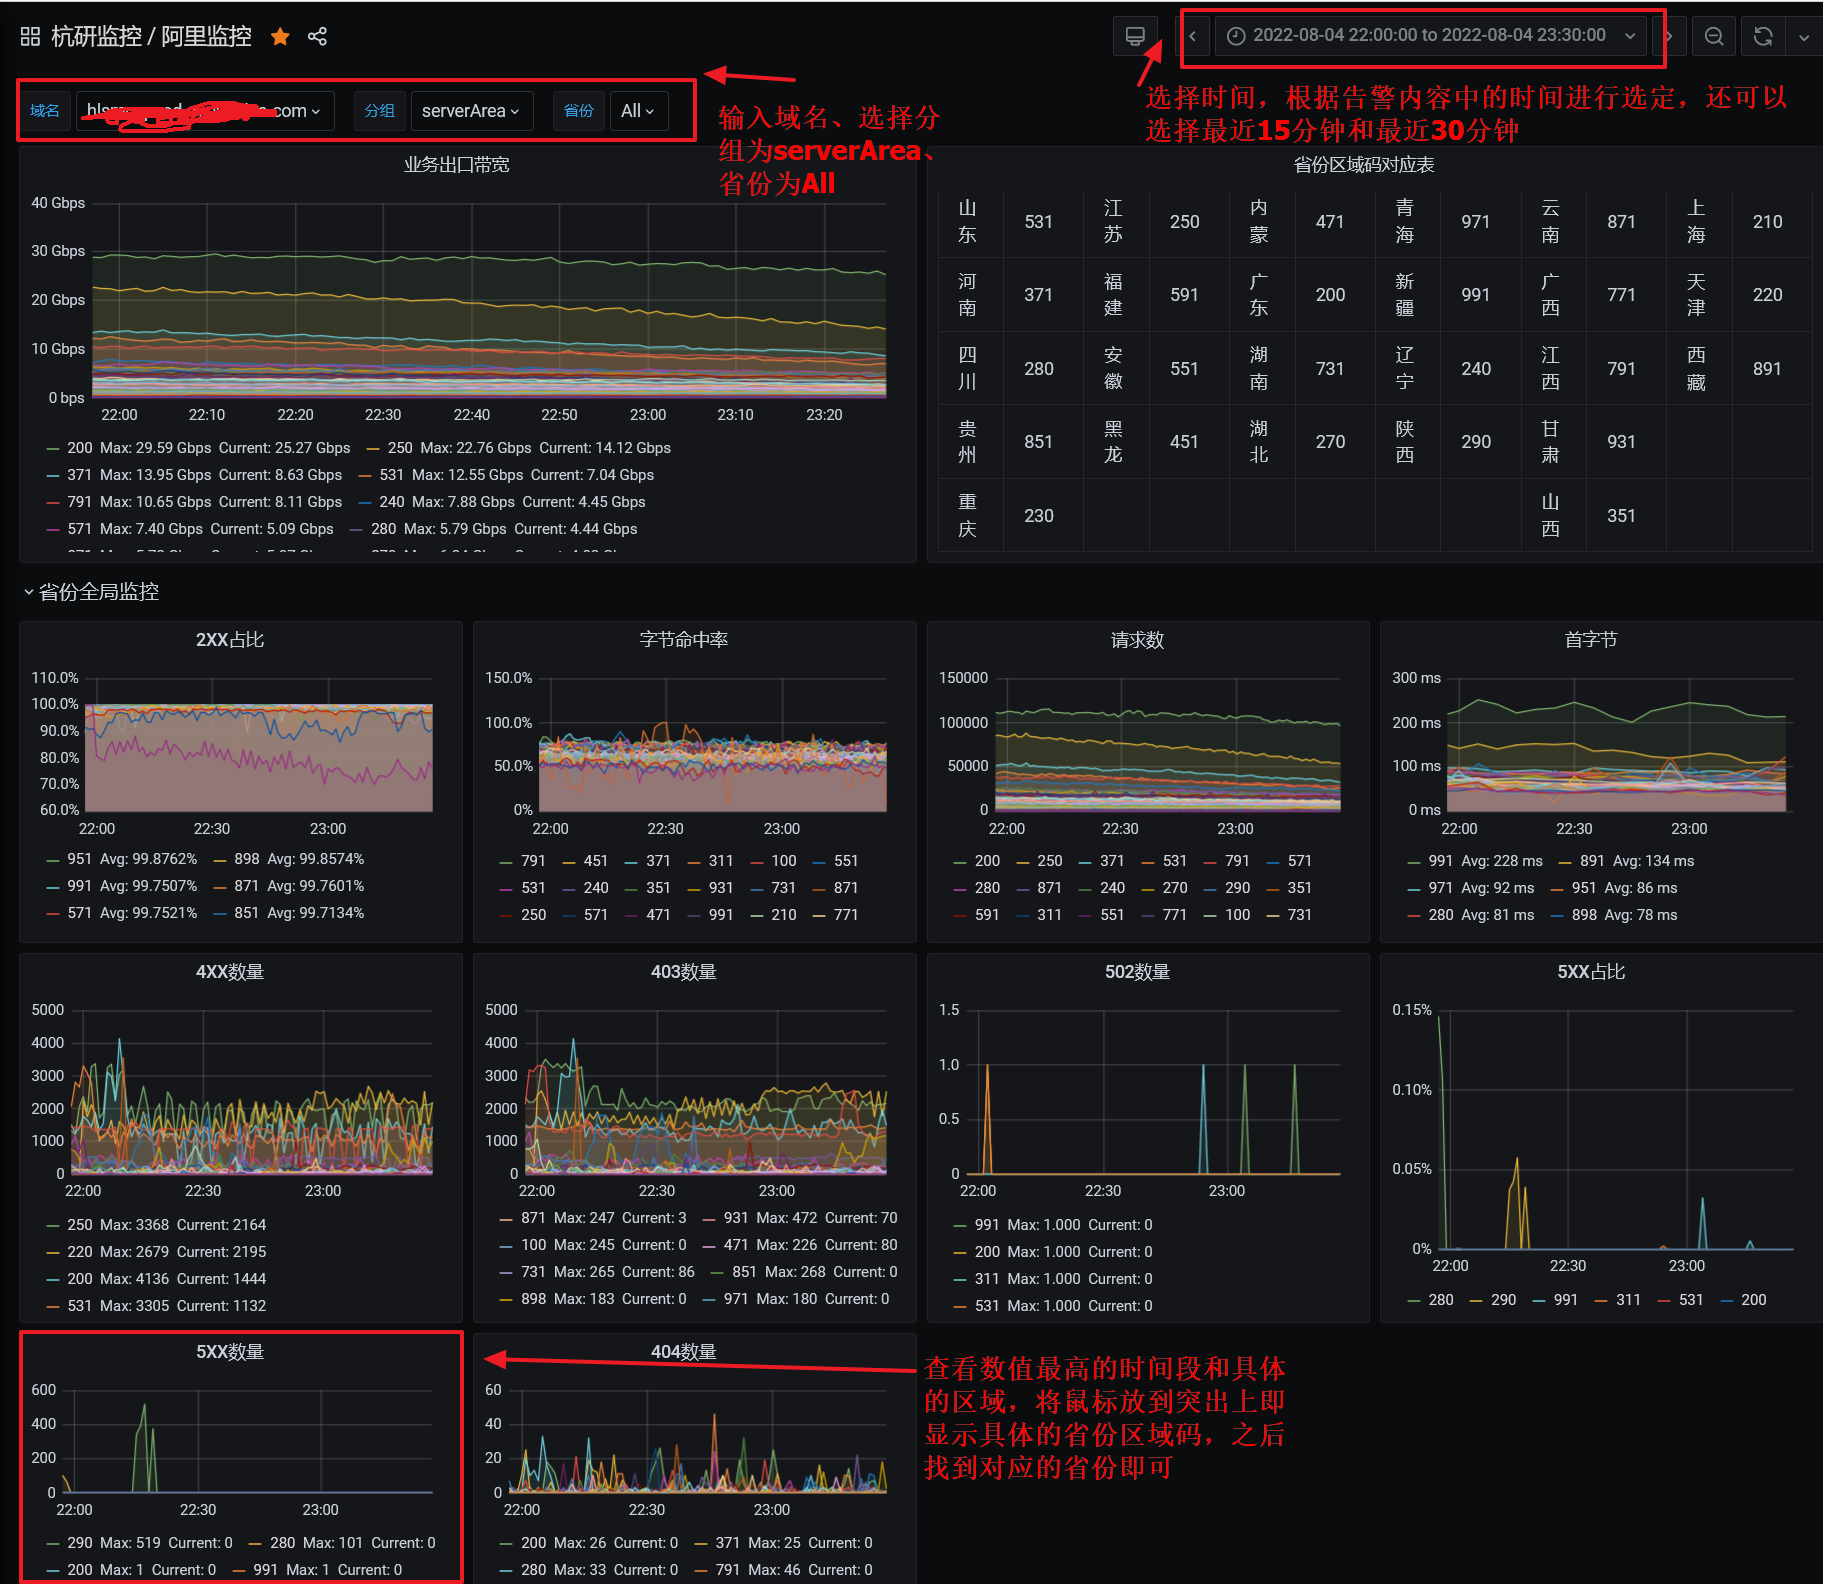 杭研监控 / 阿里监控
2022-08-04 22:00:00 to 2022-08-04 23:30:00
域名 com 分组 serverArea 省份 All
输入域名、选择分
组为serverArea、
省份为All
选择时间，根据告警内容中的时间进行选定，还可以
选择最近15分钟和最近30分钟
业务出口带宽
40 Gbps
30 Gbps
20 Gbps
10 Gbps
0 bps
22:00 22:10 22:20 22:30 22:40 22:50 23:00 23:10 23:20
200 Max: 29.59 Gbps Current: 25.27 Gbps 250 Max: 22.76 Gbps Current: 14.12 Gbps
371 Max: 13.95 Gbps Current: 8.63 Gbps 531 Max: 12.55 Gbps Current: 7.04 Gbps
791 Max: 10.65 Gbps Current: 8.11 Gbps 240 Max: 7.88 Gbps Current: 4.45 Gbps
571 Max: 7.40 Gbps Current: 5.09 Gbps 280 Max: 5.79 Gbps Current: 4.44 Gbps
省份区域码对应表
山东 531 江苏 250 内蒙 471 青海 971 云南 871 上海 210
河南 371 福建 591 广东 200 新疆 991 广西 771 天津 220
四川 280 安徽 551 湖南 731 辽宁 240 江西 791 西藏 891
贵州 851 黑龙 451 湖北 270 陕西 290 甘肃 931
重庆 230 山西 351
省份全局监控
2XX占比
110.0%
100.0%
90.0%
80.0%
70.0%
60.0%
22:00 22:30 23:00
951 Avg: 99.8762% 898 Avg: 99.8574%
991 Avg: 99.7507% 871 Avg: 99.7601%
571 Avg: 99.7521% 851 Avg: 99.7134%
字节命中率
150.0%
100.0%
50.0%
0%
22:00 22:30 23:00
791 451 371 311 100 551
531 240 351 931 731 871
250 571 471 991 210 771
请求数
150000
100000
50000
0
22:00 22:30 23:00
200 250 371 531 791 571
280 871 240 270 290 351
591 311 551 771 100 731
首字节
300 ms
200 ms
100 ms
0 ms
22:00 22:30 23:00
991 Avg: 228 ms 891 Avg: 134 ms
971 Avg: 92 ms 951 Avg: 86 ms
280 Avg: 81 ms 898 Avg: 78 ms
4XX数量
5000
4000
3000
2000
1000
0
22:00 22:30 23:00
250 Max: 3368 Current: 2164
220 Max: 2679 Current: 2195
200 Max: 4136 Current: 1444
531 Max: 3305 Current: 1132
403数量
5000
4000
3000
2000
1000
0
22:00 22:30 23:00
871 Max: 247 Current: 3 931 Max: 472 Current: 70
100 Max: 245 Current: 0 471 Max: 226 Current: 80
731 Max: 265 Current: 86 851 Max: 268 Current: 0
898 Max: 183 Current: 0 971 Max: 180 Current: 0
502数量
1.5
1.0
0.5
0
22:00 22:30 23:00
991 Max: 1.000 Current: 0
200 Max: 1.000 Current: 0
311 Max: 1.000 Current: 0
531 Max: 1.000 Current: 0
5XX占比
0.15%
0.10%
0.05%
0%
22:00 22:30 23:00
280 290 991 311 531 200
5XX数量
600
400
200
0
22:00 22:30 23:00
290 Max: 519 Current: 0 280 Max: 101 Current: 0
200 Max: 1 Current: 0 991 Max: 1 Current: 0
404数量
60
40
20
0
22:00 22:30 23:00
200 Max: 26 Current: 0 371 Max: 25 Current: 0
280 Max: 33 Current: 0 791 Max: 46 Current: 0
查看数值最高的时间段和具体
的区域，将鼠标放到突出上即
显示具体的省份区域码，之后
找到对应的省份即可